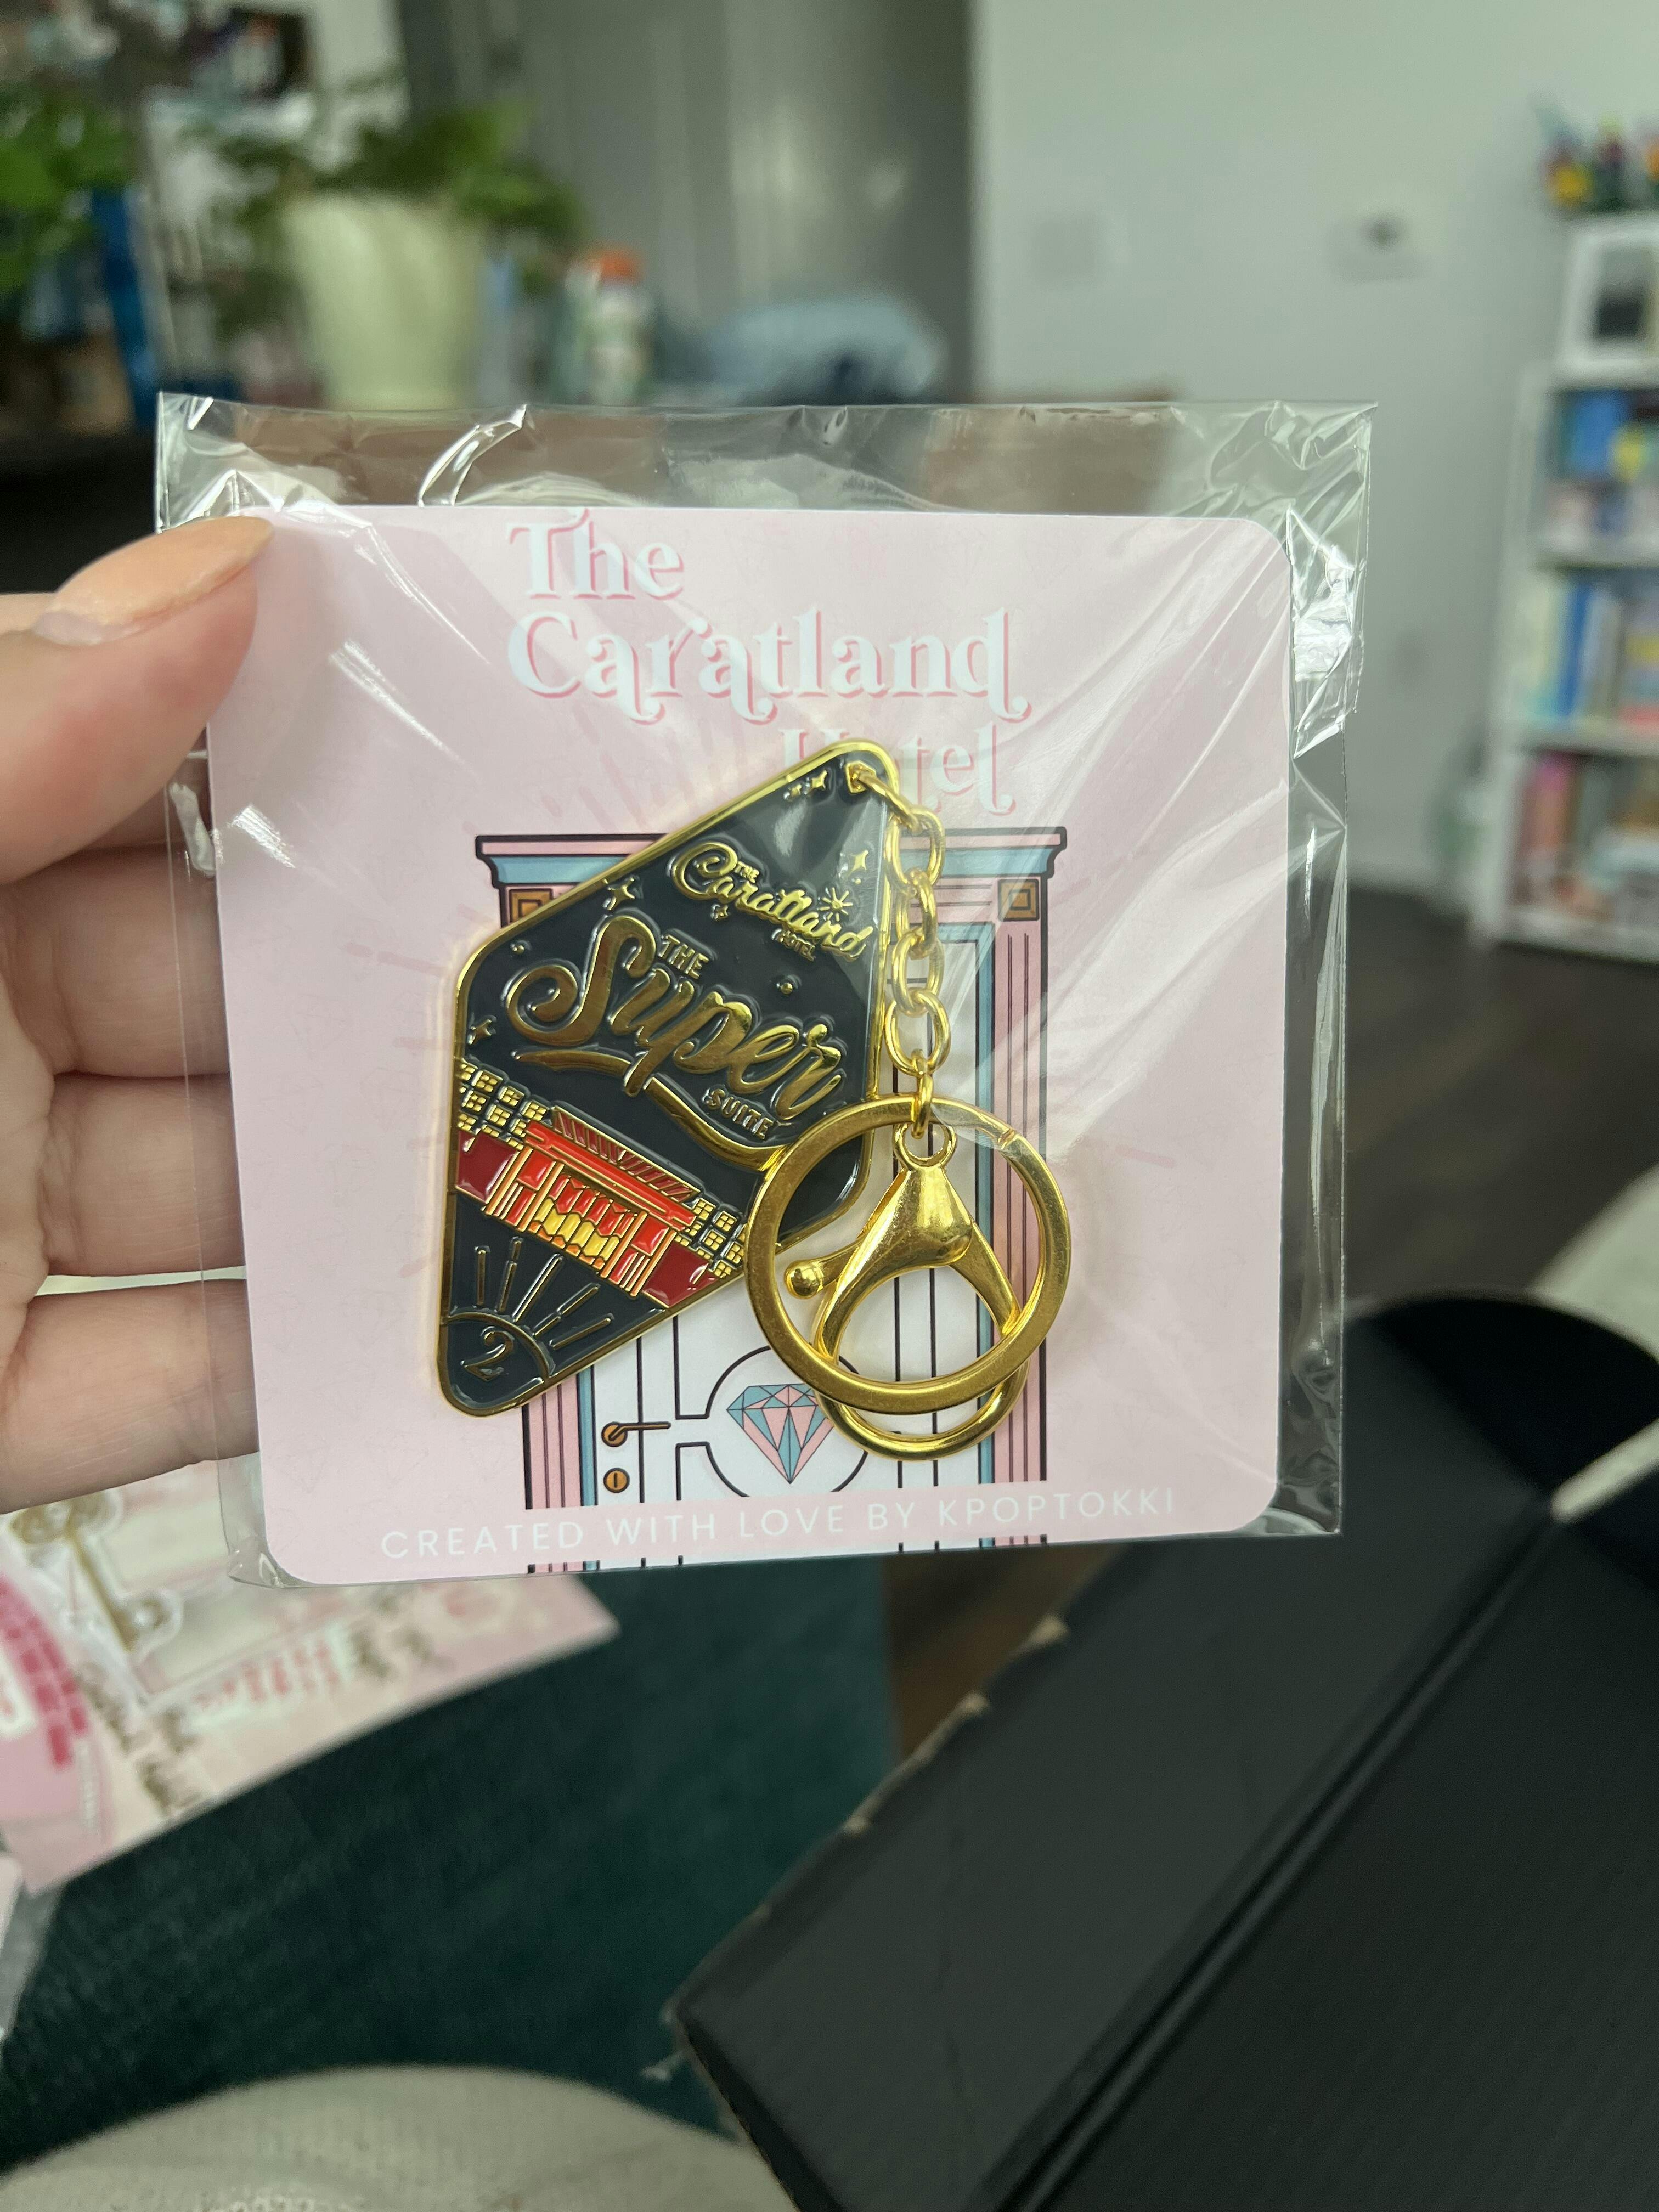 The
Caratland
Hotel
THE
Caratland
HOTEL
THE
Super
SUITE
2
CREATED WITH LOVE BY KPOPTOKKI